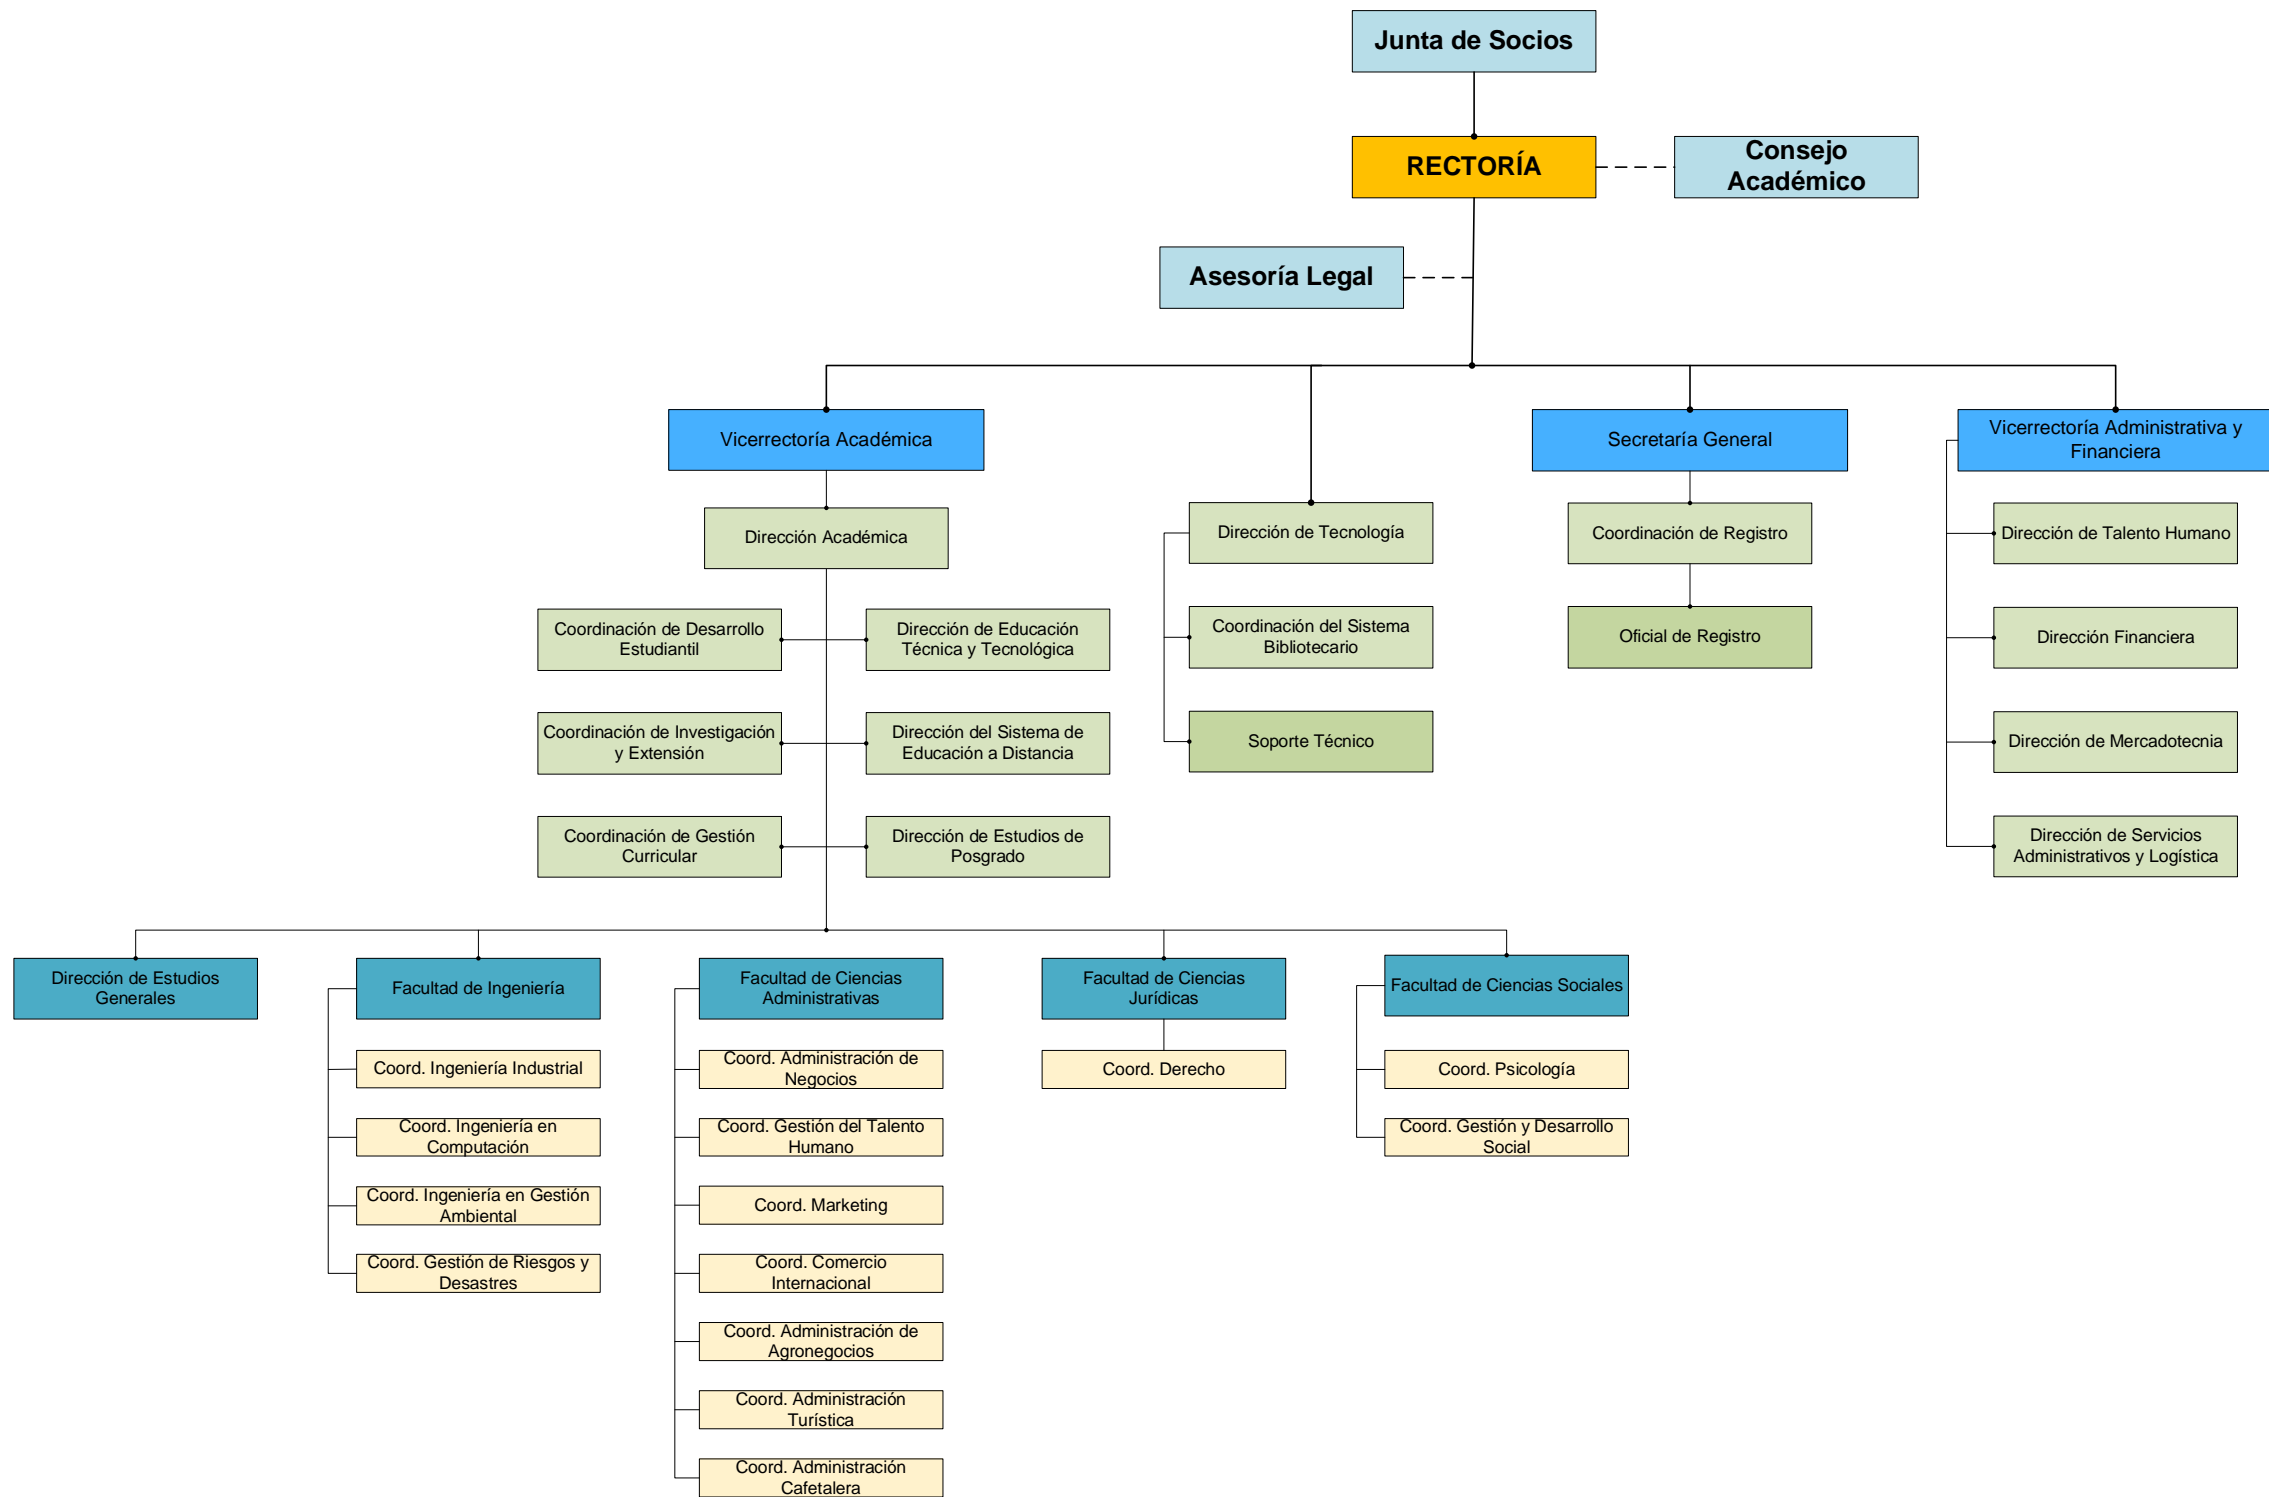 Junta de Socios
RECTORÍA
Consejo
Académico
Asesoría Legal
Vicerrectoría Académica
Secretaría General
Vicerrectoría Administrativa y
Financiera
Dirección Académica
Dirección de Tecnología
Coordinación de Registro
Dirección de Talento Humano
Coordinación de Desarrollo
Estudiantil
Dirección de Educación
Técnica y Tecnológica
Coordinación del Sistema
Bibliotecario
Oficial de Registro
Dirección Financiera
Coordinación de Investigación
y Extensión
Dirección del Sistema de
Educación a Distancia
Soporte Técnico
Dirección de Mercadotecnia
Coordinación de Gestión
Curricular
Dirección de Estudios de
Posgrado
Dirección de Servicios
Administrativos y Logística
Dirección de Estudios
Generales
Facultad de Ingeniería
Facultad de Ciencias
Administrativas
Facultad de Ciencias
Jurídicas
Facultad de Ciencias Sociales
Coord. Ingeniería Industrial
Coord. Administración de
Negocios
Coord. Derecho
Coord. Psicología
Coord. Ingeniería en
Computación
Coord. Gestión del Talento
Humano
Coord. Gestión y Desarrollo
Social
Coord. Ingeniería en Gestión
Ambiental
Coord. Marketing
Coord. Gestión de Riesgos y
Desastres
Coord. Comercio
Internacional
Coord. Administración de
Agronegocios
Coord. Administración
Turística
Coord. Administración
Cafetalera